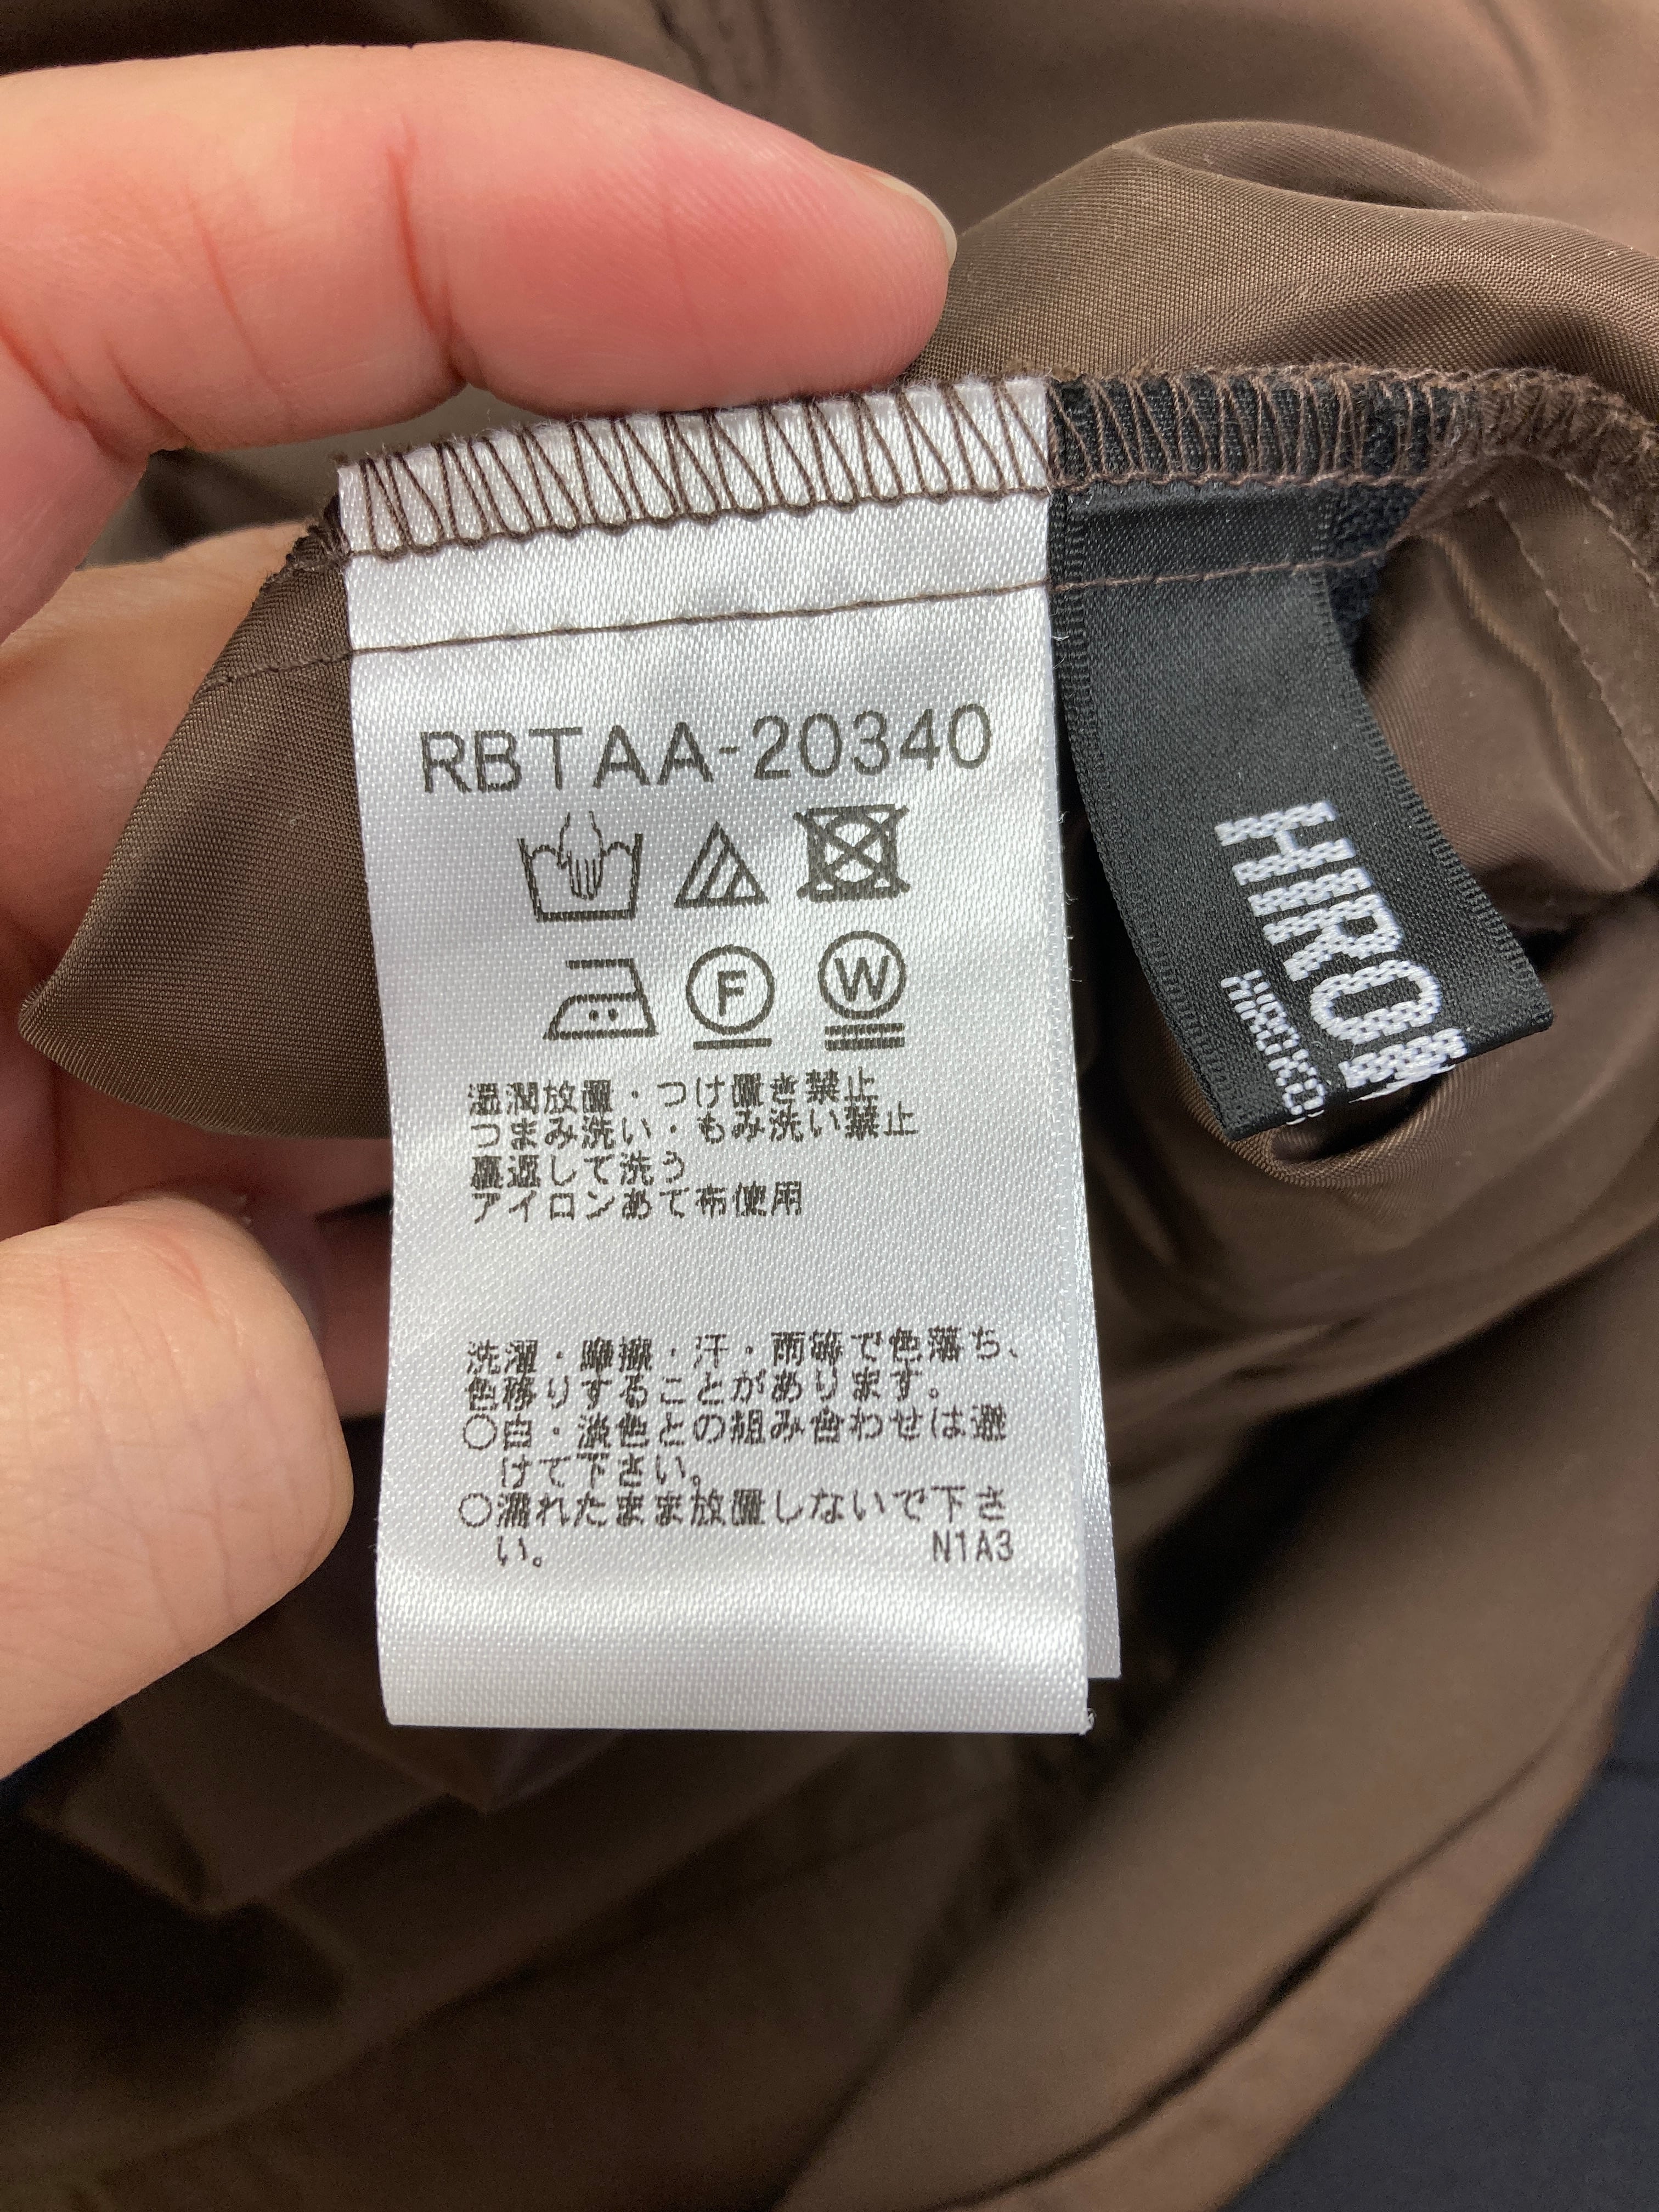 RBTAA-20340
F W
湿潤放置・つけ置き禁止
つまみ洗い・もみ洗い禁止
裏返して洗う
アイロンあて布使用
洗濯・摩擦・汗・雨等で色落ち、
色移りすることがあります。
○白・淡色との組み合わせは避
けて下さい。
○濡れたまま放置しないで下さ
い。 N1A3
HIRO
HIROKO